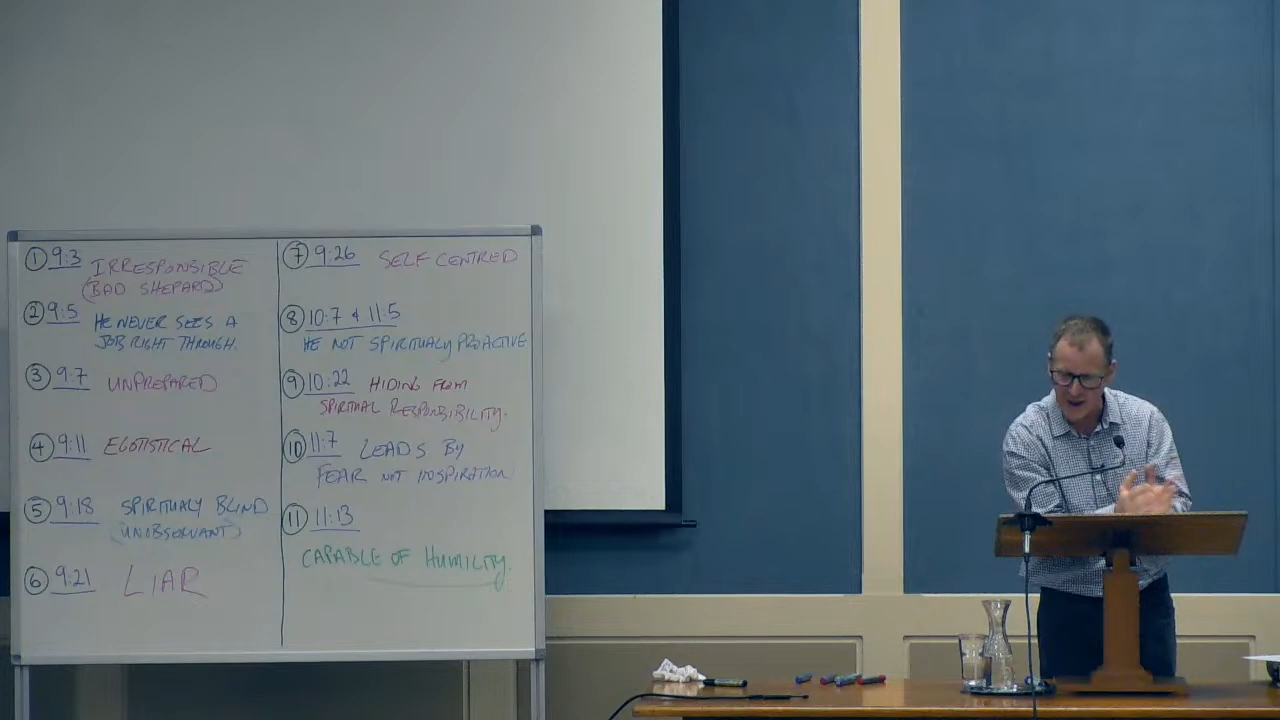 ① 9:3 IRRESPONSIBLE
(BAD SHEPARD)
② 9:5 HE NEVER SEES A
JOB RIGHT THROUGH.
③ 9:7 UNPREPARED
④ 9:11 EGOTISTICAL
⑤ 9:18 SPIRITUALY BLIND
(UNOBSERVANT)
⑥ 9:21 LIAR
⑦ 9:26 SELF CENTRED
⑧ 10:7 & 11:5
HE NOT SPIRITUALY PROACTIVE
⑨ 10:22 HIDING FROM
SPIRITUAL RESPONSIBILITY.
⑩ 11:7 LEADS BY
FEAR NOT INSPIRATION
⑪ 11:13
CAPABLE OF HUMILITY.